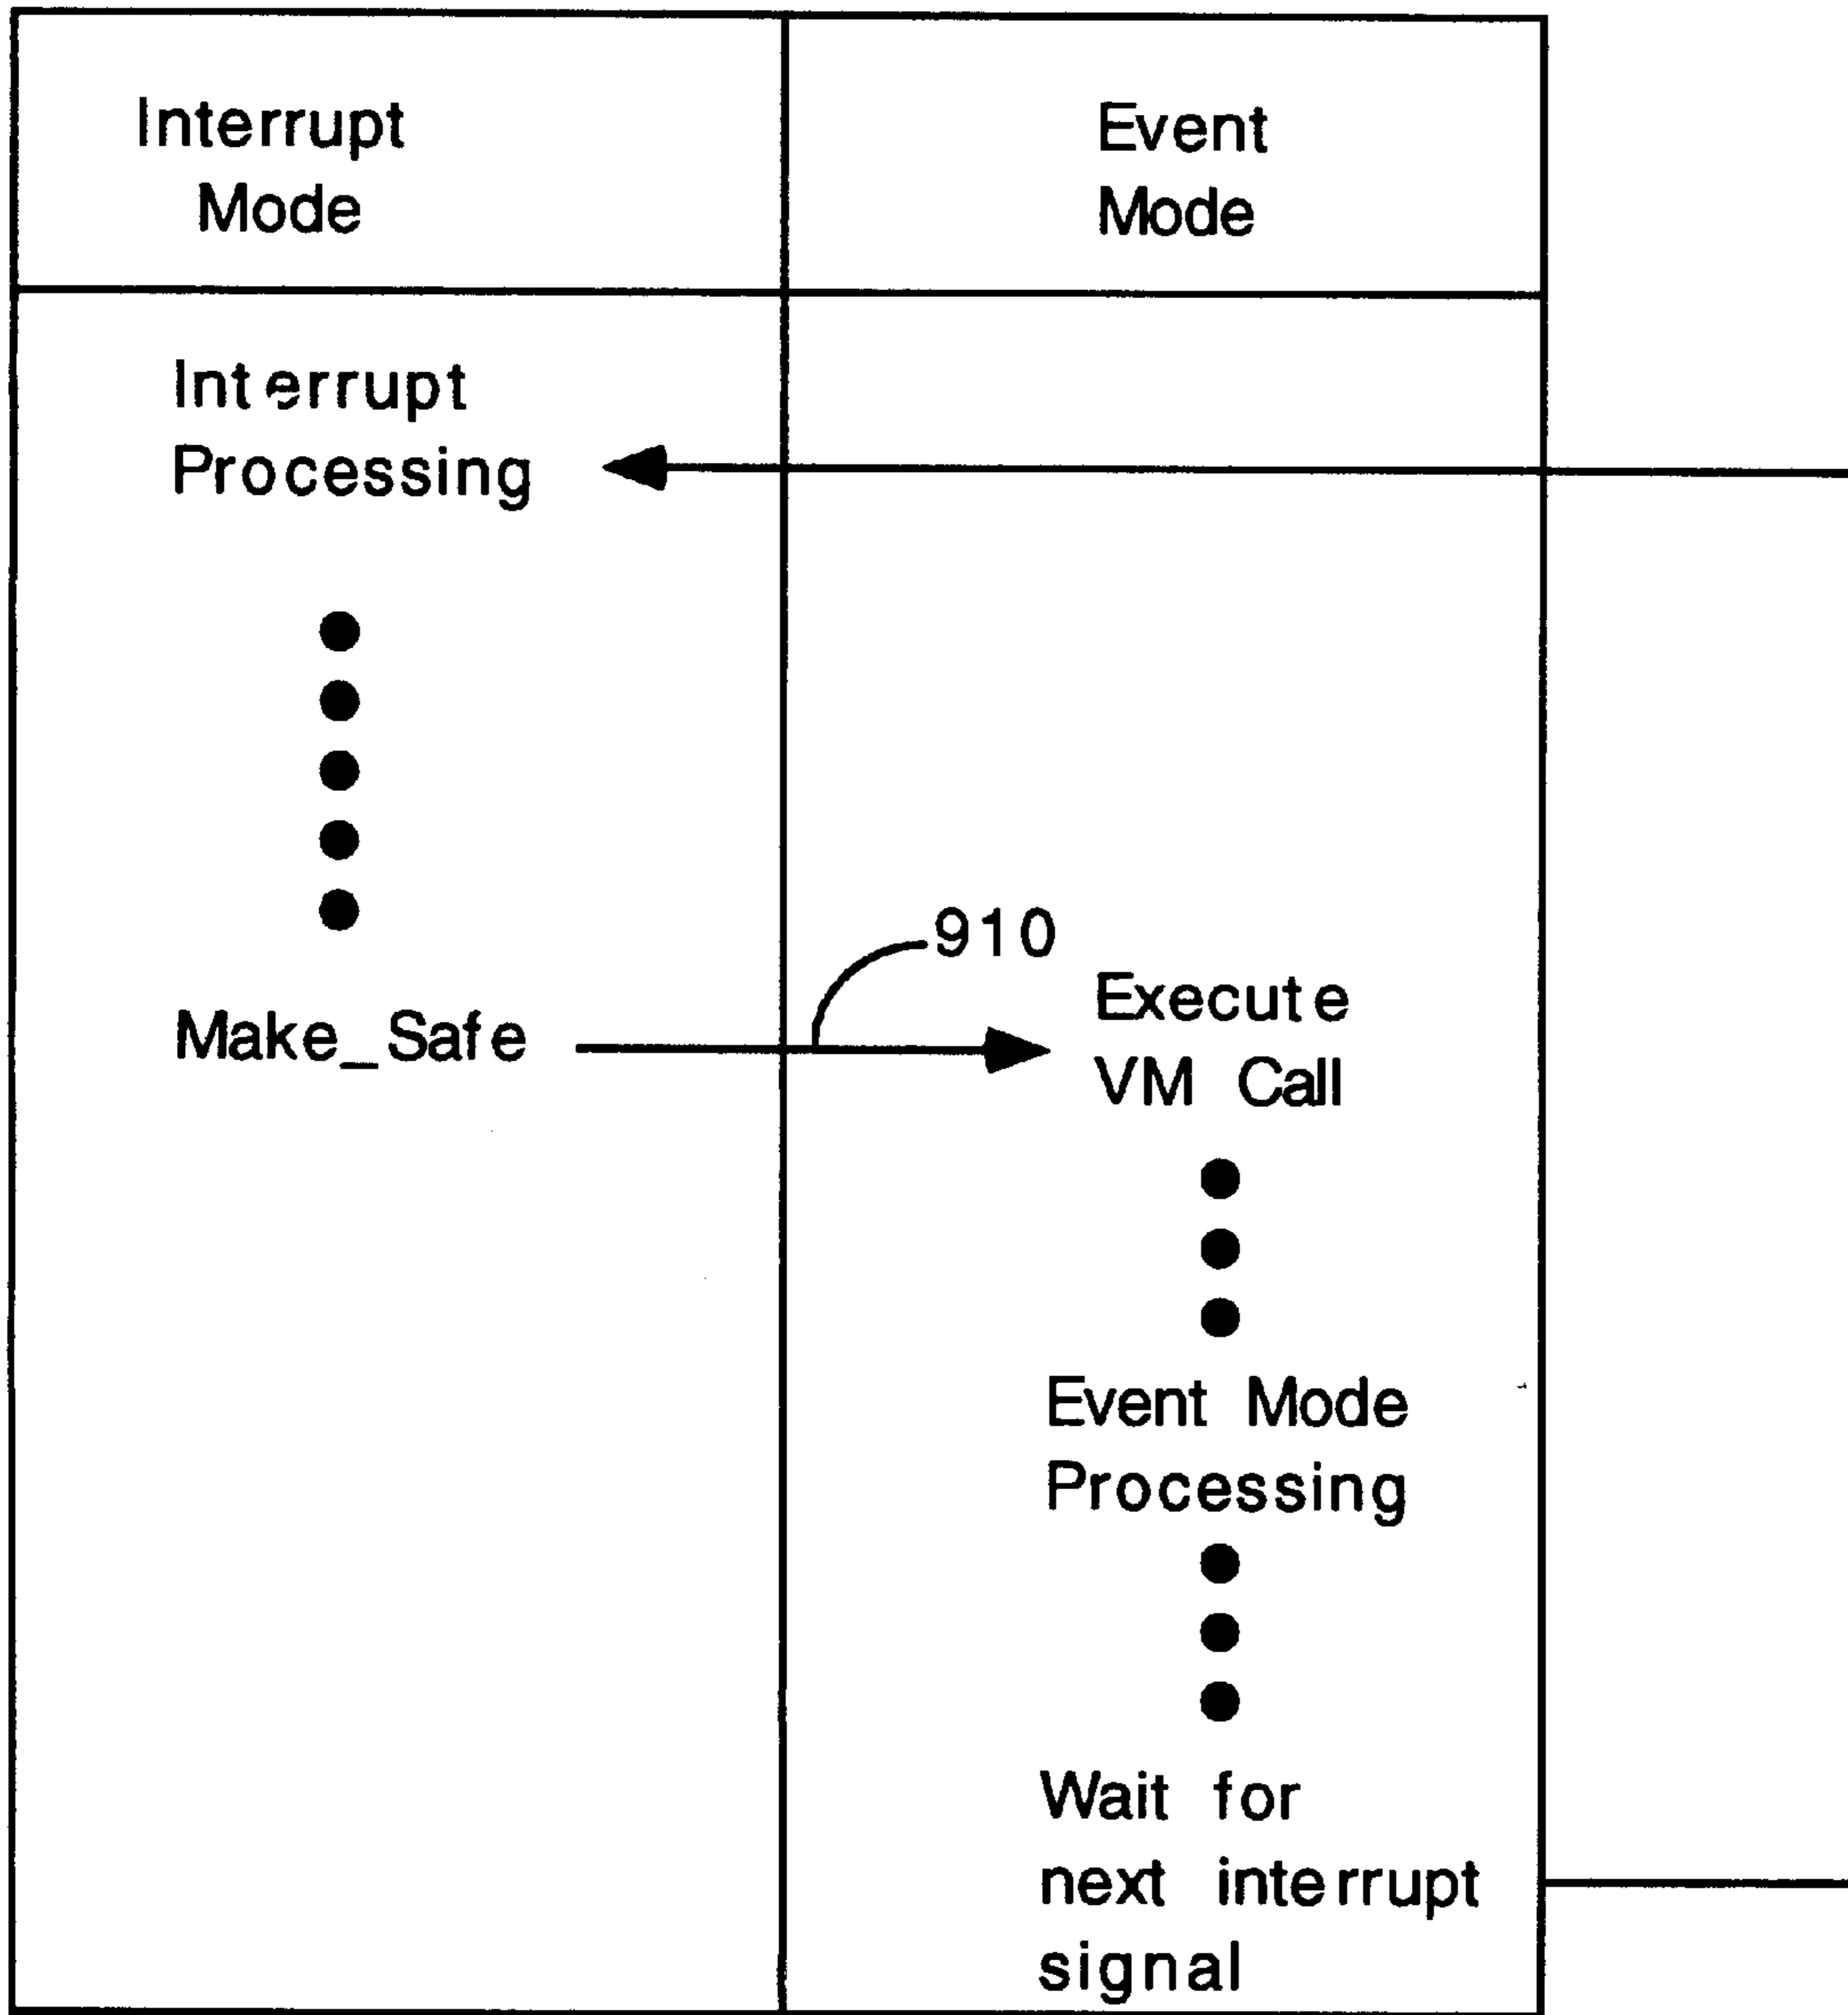 Interrupt
Mode
Event
Mode
Interrupt
Processing
910
Make_Safe
Execute
VM Call
Event Mode
Processing
Wait for
next interrupt
signal